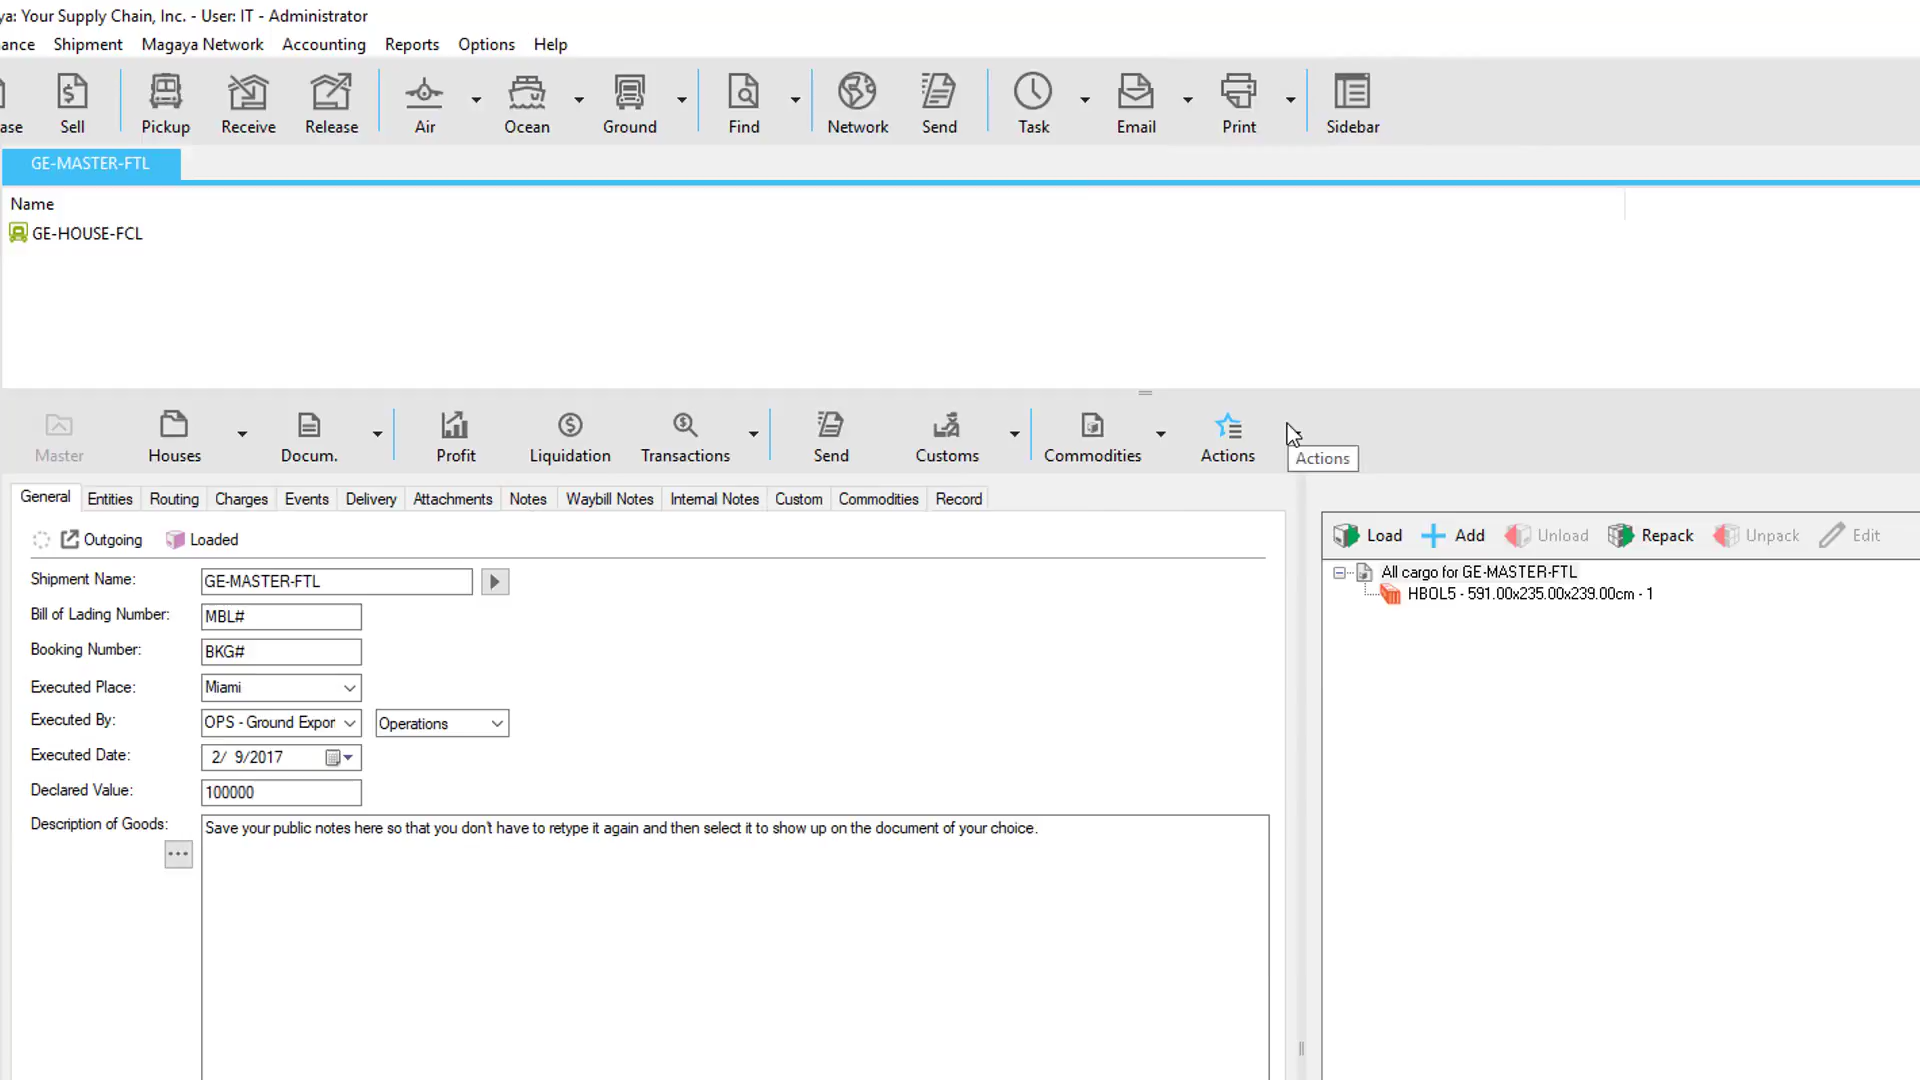 ya: Your Supply Chain, Inc. - User: IT - Administrator
ance Shipment Magaya Network Accounting Reports Options Help
ase Sell Pickup Receive Release Air Ocean Ground Find Network Send Task Email Print Sidebar
GE-MASTER-FTL
Name
GE-HOUSE-FCL
Master Houses Docum. Profit Liquidation Transactions Send Customs Commodities Actions
Actions
General Entities Routing Charges Events Delivery Attachments Notes Waybill Notes Internal Notes Custom Commodities Record
Outgoing Loaded
Load Add Unload Repack Unpack Edit
All cargo for GE-MASTER-FTL
HBOL5 - 591.00x235.00x239.00cm - 1
Shipment Name: GE-MASTER-FTL
Bill of Lading Number: MBL#
Booking Number: BKG#
Executed Place: Miami
Executed By: OPS - Ground Expor Operations
Executed Date: 2/ 9/2017
Declared Value: 100000
Description of Goods: Save your public notes here so that you don't have to retype it again and then select it to show up on the document of your choice.